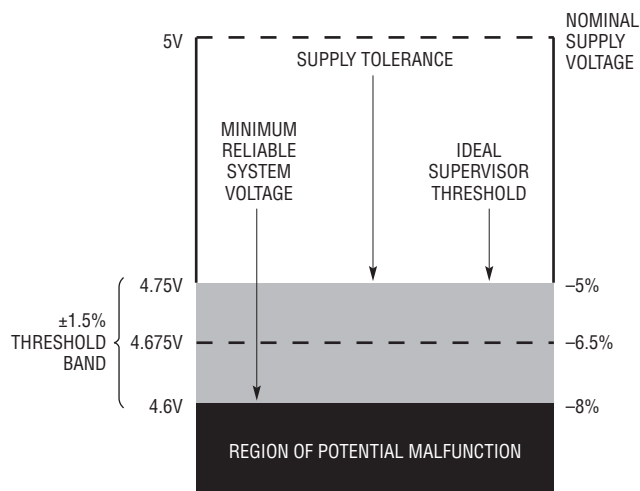 NOMINAL
SUPPLY
VOLTAGE
5V
SUPPLY TOLERANCE
MINIMUM
RELIABLE
SYSTEM
VOLTAGE
IDEAL
SUPERVISOR
THRESHOLD
4.75V
–5%
±1.5%
THRESHOLD
BAND
4.675V
–6.5%
4.6V
–8%
REGION OF POTENTIAL MALFUNCTION